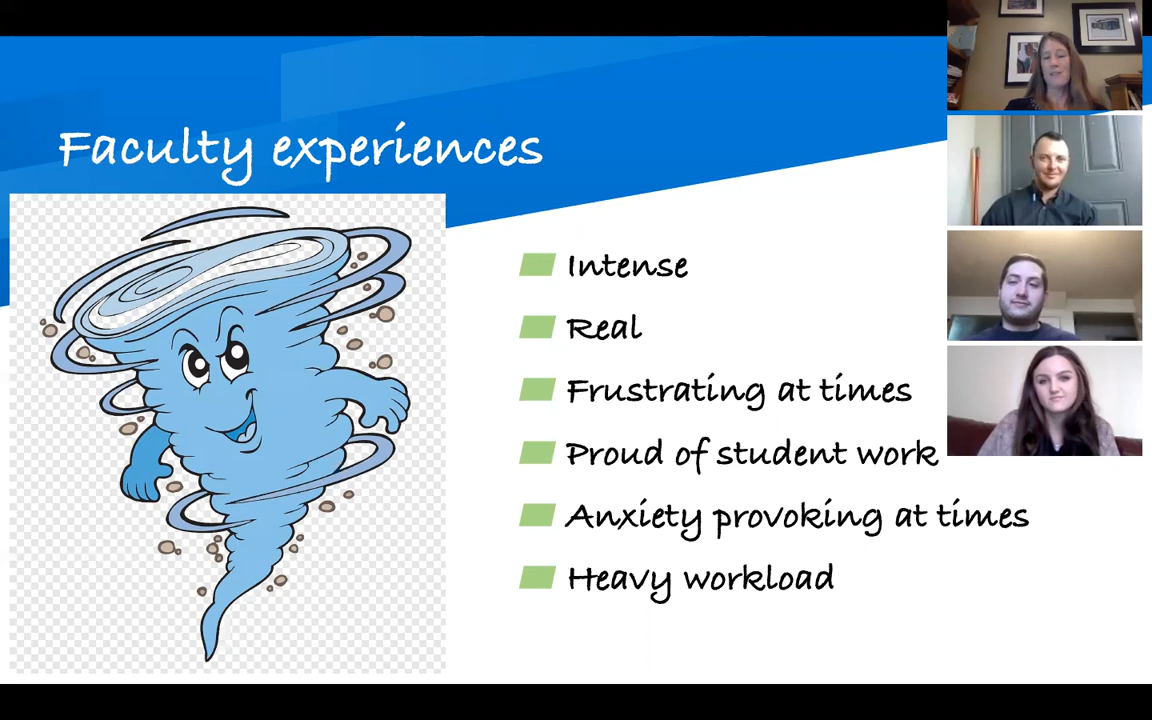 Faculty experiences
Intense
Real
Frustrating at times
Proud of student work
Anxiety provoking at times
Heavy workload